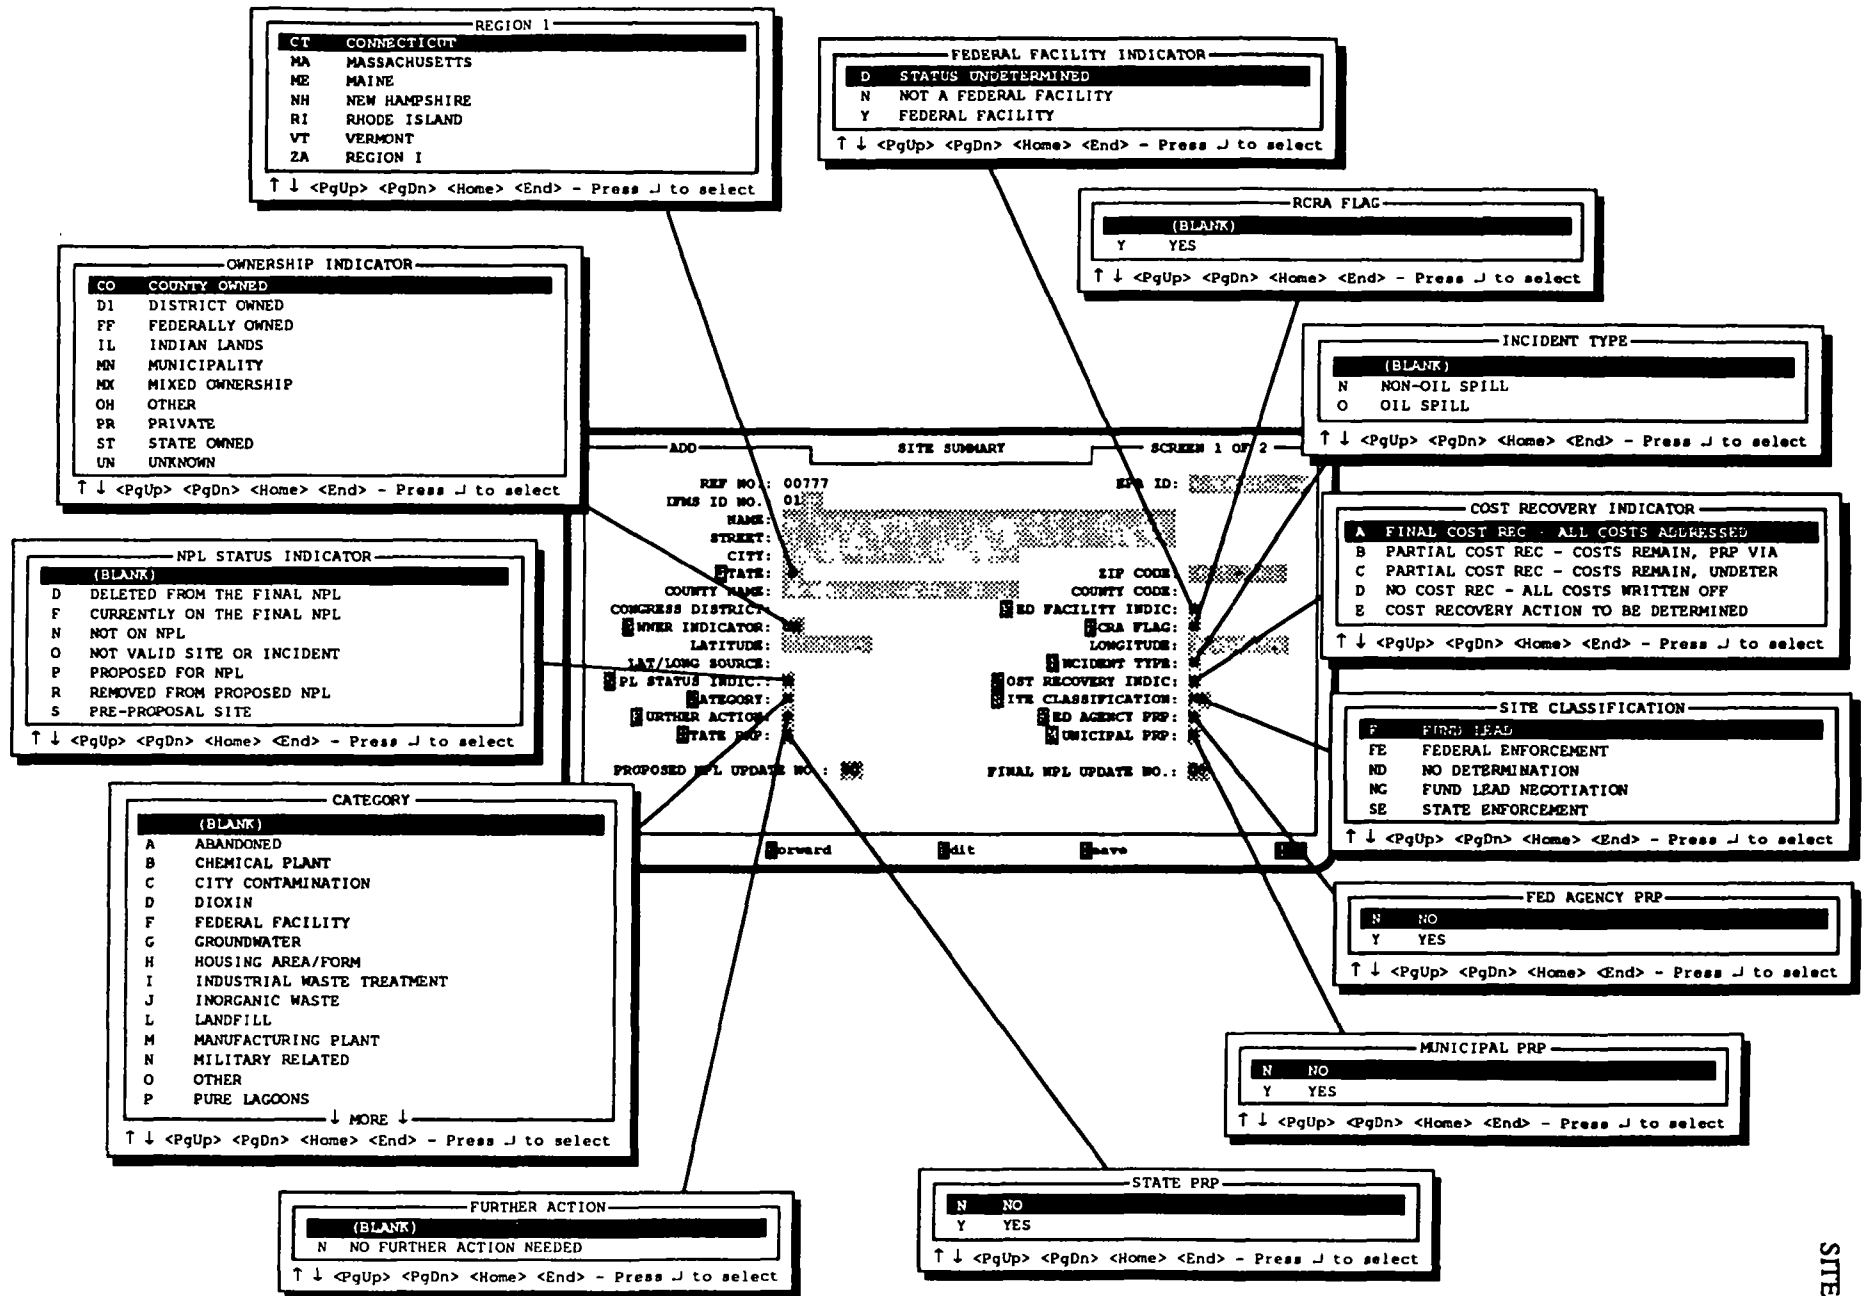 REGION 1
CT CONNECTICUT
MA MASSACHUSETTS
ME MAINE
NH NEW HAMPSHIRE
RI RHODE ISLAND
VT VERMONT
ZA REGION I
↑ ↓ <PgUp> <PgDn> <Home> <End> - Press ┘ to select
FEDERAL FACILITY INDICATOR
D STATUS UNDETERMINED
N NOT A FEDERAL FACILITY
Y FEDERAL FACILITY
↑ ↓ <PgUp> <PgDn> <Home> <End> - Press ┘ to select
RCRA FLAG
(BLANK)
Y YES
↑ ↓ <PgUp> <PgDn> <Home> <End> - Press ┘ to select
OWNERSHIP INDICATOR
CO COUNTY OWNED
DI DISTRICT OWNED
FF FEDERALLY OWNED
IL INDIAN LANDS
MN MUNICIPALITY
MX MIXED OWNERSHIP
OH OTHER
PR PRIVATE
ST STATE OWNED
UN UNKNOWN
↑ ↓ <PgUp> <PgDn> <Home> <End> - Press ┘ to select
INCIDENT TYPE
(BLANK)
N NON-OIL SPILL
O OIL SPILL
↑ ↓ <PgUp> <PgDn> <Home> <End> - Press ┘ to select
ADD SITE SUMMARY SCREEN 1 OF 2
REF NO.: 00777 EPA ID:
IFMS ID NO. 01
NAME:
STREET:
CITY:
STATE: ZIP CODE:
COUNTY NAME: COUNTY CODE:
CONGRESS DISTRICT: ED FACILITY INDIC:
WNER INDICATOR: CRA FLAG:
LATITUDE: LONGITUDE:
LAT/LONG SOURCE: NCIDENT TYPE:
PL STATUS INDIC.: OST RECOVERY INDIC:
ATEGORY: ITE CLASSIFICATION:
URTHER ACTION: ED AGENCY PRP:
TATE PRP: UNICIPAL PRP:
PROPOSED NPL UPDATE NO.: FINAL NPL UPDATE NO.:
orward dit
COST RECOVERY INDICATOR
A FINAL COST REC - ALL COSTS ADDRESSED
B PARTIAL COST REC - COSTS REMAIN, PRP VIA
C PARTIAL COST REC - COSTS REMAIN, UNDETER
D NO COST REC - ALL COSTS WRITTEN OFF
E COST RECOVERY ACTION TO BE DETERMINED
↑ ↓ <PgUp> <PgDn> <Home> <End> - Press ┘ to select
NPL STATUS INDICATOR
(BLANK)
D DELETED FROM THE FINAL NPL
F CURRENTLY ON THE FINAL NPL
N NOT ON NPL
O NOT VALID SITE OR INCIDENT
P PROPOSED FOR NPL
R REMOVED FROM PROPOSED NPL
S PRE-PROPOSAL SITE
↑ ↓ <PgUp> <PgDn> <Home> <End> - Press ┘ to select
SITE CLASSIFICATION
F FUND LEAD
FE FEDERAL ENFORCEMENT
ND NO DETERMINATION
NG FUND LEAD NEGOTIATION
SE STATE ENFORCEMENT
↑ ↓ <PgUp> <PgDn> <Home> <End> - Press ┘ to select
CATEGORY
(BLANK)
A ABANDONED
B CHEMICAL PLANT
C CITY CONTAMINATION
D DIOXIN
F FEDERAL FACILITY
G GROUNDWATER
H HOUSING AREA/FORM
I INDUSTRIAL WASTE TREATMENT
J INORGANIC WASTE
L LANDFILL
M MANUFACTURING PLANT
N MILITARY RELATED
O OTHER
P PURE LAGOONS
↓ MORE ↓
↑ ↓ <PgUp> <PgDn> <Home> <End> - Press ┘ to select
FED AGENCY PRP
N NO
Y YES
↑ ↓ <PgUp> <PgDn> <Home> <End> - Press ┘ to select
MUNICIPAL PRP
N NO
Y YES
↑ ↓ <PgUp> <PgDn> <Home> <End> - Press ┘ to select
STATE PRP
N NO
Y YES
↑ ↓ <PgUp> <PgDn> <Home> <End> - Press ┘ to select
FURTHER ACTION
(BLANK)
N NO FURTHER ACTION NEEDED
↑ ↓ <PgUp> <PgDn> <Home> <End> - Press ┘ to select
SITE